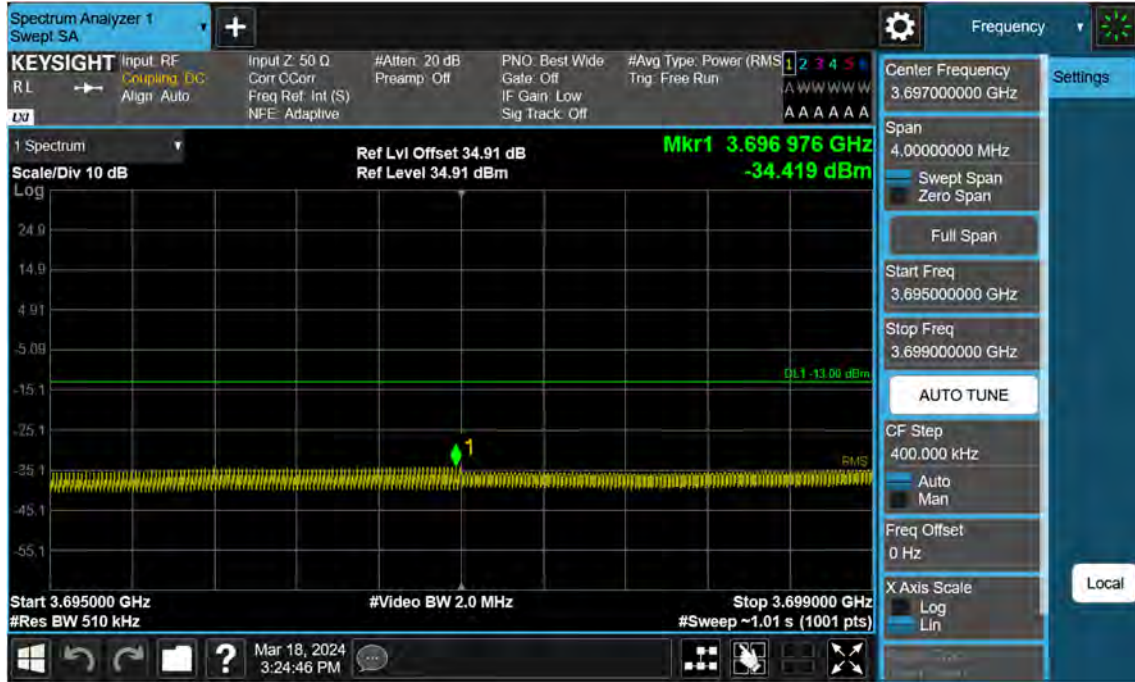 Spectrum Analyzer 1
Swept SA
Frequency
KEYSIGHT
RL
LXI
Input: RF
Coupling: DC
Align: Auto
Input Z: 50 Ω
Corr CCorr
Freq Ref: Int (S)
NFE: Adaptive
#Atten: 20 dB
Preamp: Off
PNO: Best Wide
Gate: Off
IF Gain: Low
Sig Track: Off
#Avg Type: Power (RMS
Trig: Free Run
1 2 3 4 5 6
A W W W W W
A A A A A A
1 Spectrum
Scale/Div 10 dB
Ref Lvl Offset 34.91 dB
Ref Level 34.91 dBm
Mkr1 3.696 976 GHz
-34.419 dBm
Log
24.9
14.9
4.91
-5.09
-15.1
-25.1
-35.1
-45.1
-55.1
DL1 -13.00 dBm
1
RMS
Start 3.695000 GHz
#Res BW 510 kHz
#Video BW 2.0 MHz
Stop 3.699000 GHz
#Sweep ~1.01 s (1001 pts)
Center Frequency
3.697000000 GHz
Span
4.00000000 MHz
Swept Span
Zero Span
Full Span
Start Freq
3.695000000 GHz
Stop Freq
3.699000000 GHz
AUTO TUNE
CF Step
400.000 kHz
Auto
Man
Freq Offset
0 Hz
X Axis Scale
Log
Lin
Settings
Local
?
Mar 18, 2024
3:24:46 PM